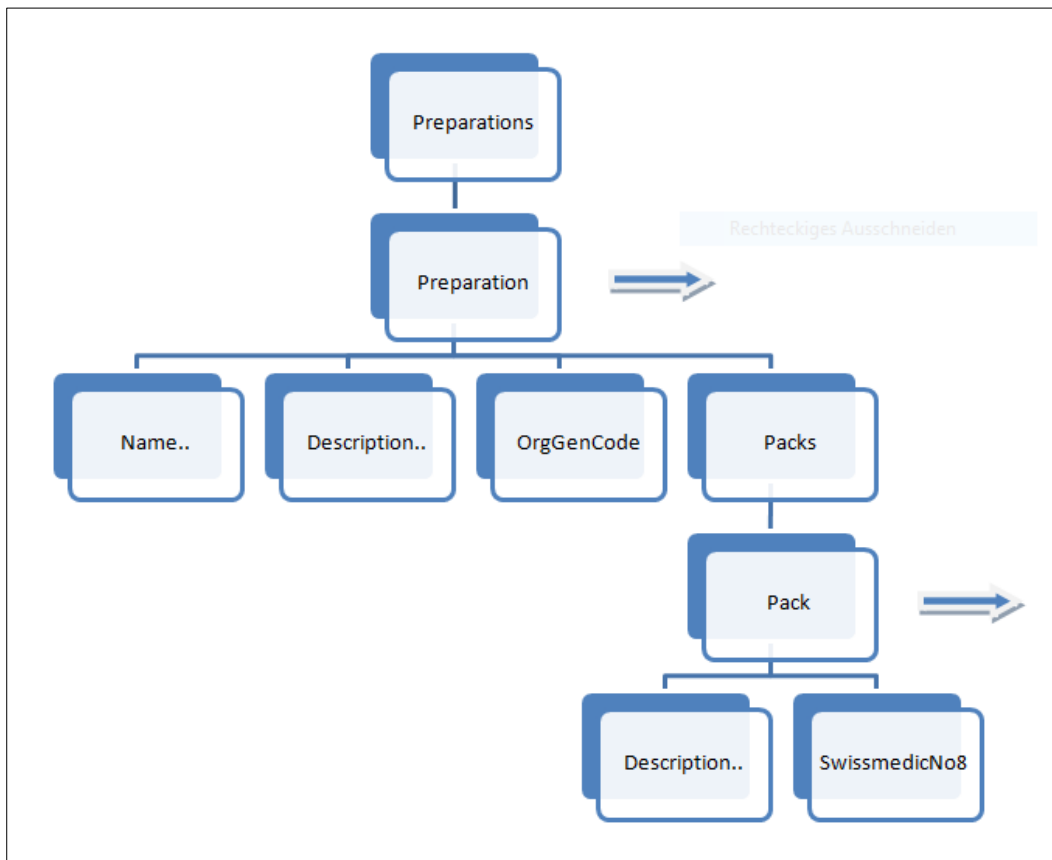 Preparations
Rechteckiges Ausschneiden
Preparation
Name..
Description..
OrgGenCode
Packs
Pack
Description..
SwissmedicNo8